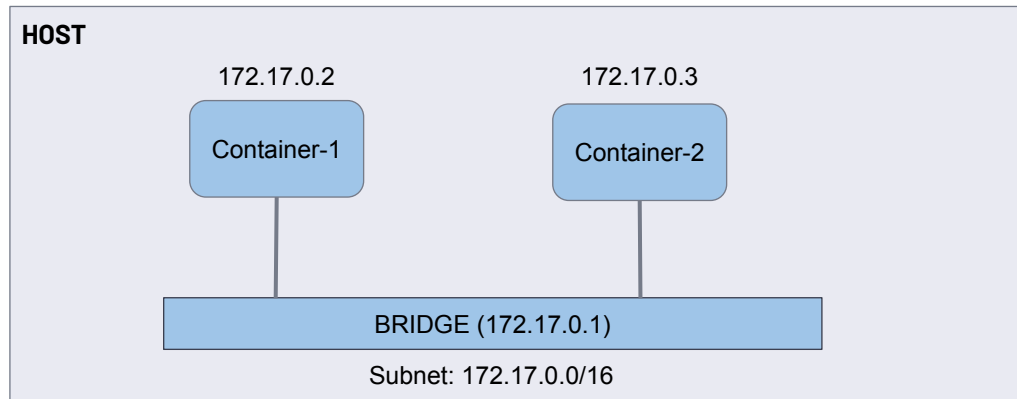 HOST
172.17.0.2
172.17.0.3
Container-1
Container-2
BRIDGE (172.17.0.1)
Subnet: 172.17.0.0/16